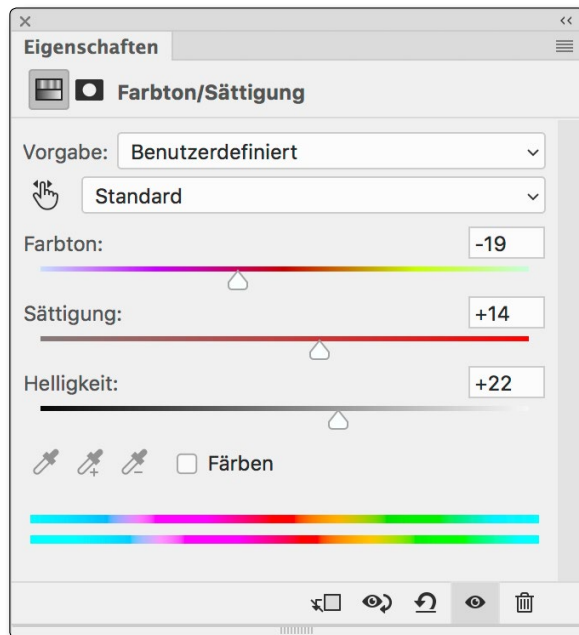 Eigenschaften
Farbton/Sättigung
Vorgabe: Benutzerdefiniert
Standard
Farbton: -19
Sättigung: +14
Helligkeit: +22
Färben